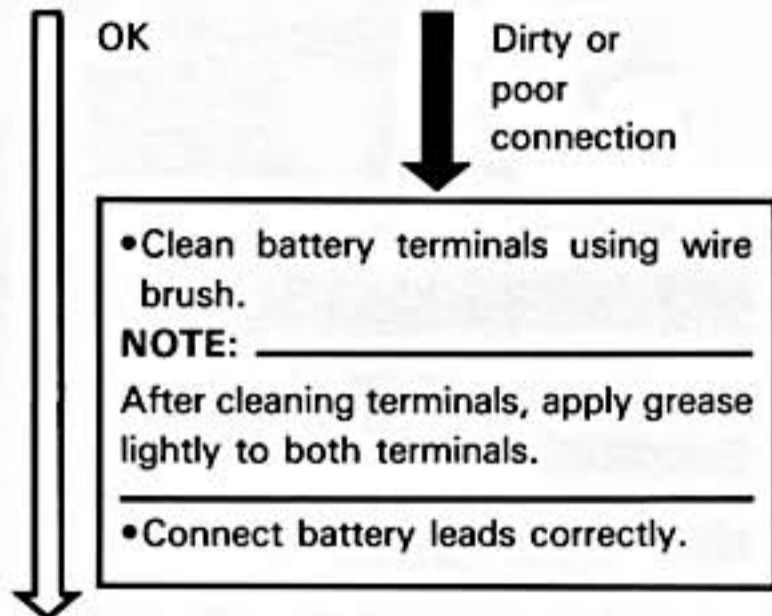 OK
Dirty or
poor
connection
•Clean battery terminals using wire
brush.
NOTE:
After cleaning terminals, apply grease
lightly to both terminals.
•Connect battery leads correctly.